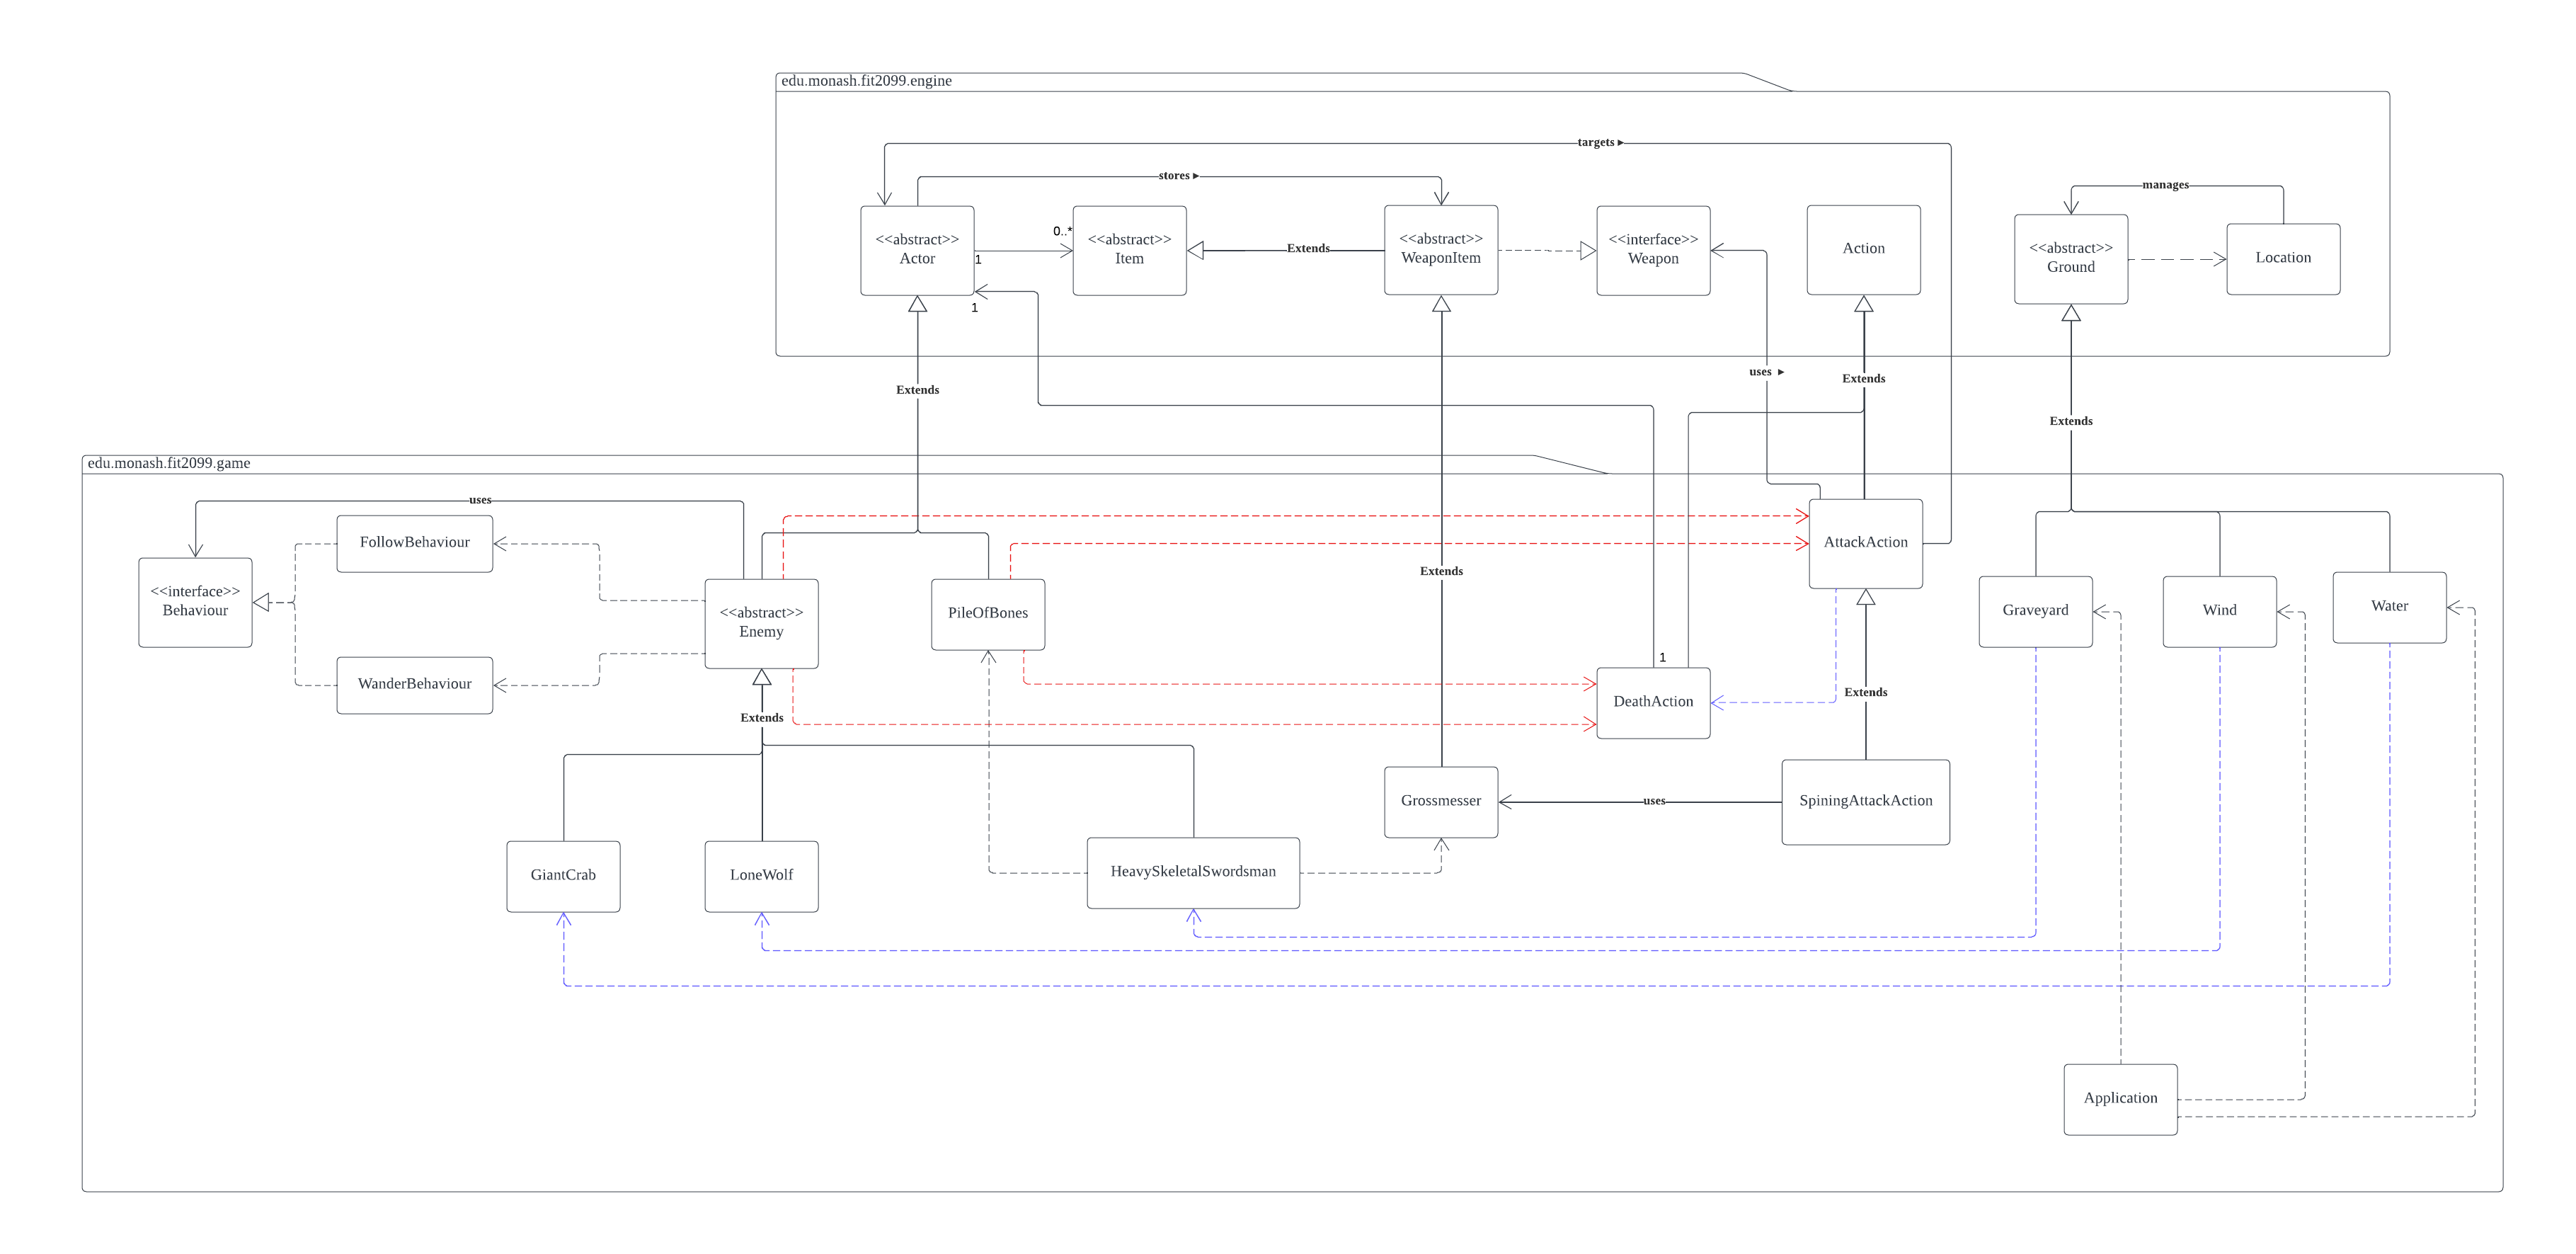 edu.monash.fit2099.engine
targets ▸
stores ▸
manages
0..*
<<abstract>>
Actor
1
<<abstract>>
Item
Extends
<<abstract>>
WeaponItem
<<interface>>
Weapon
Action
<<abstract>>
Ground
Location
1
uses ▸
Extends
Extends
Extends
edu.monash.fit2099.game
uses
FollowBehaviour
AttackAction
Extends
<<interface>>
Behaviour
<<abstract>>
Enemy
PileOfBones
Graveyard
Wind
Water
1
WanderBehaviour
DeathAction
Extends
Extends
Grossmesser
uses
SpiningAttackAction
GiantCrab
LoneWolf
HeavySkeletalSwordsman
Application